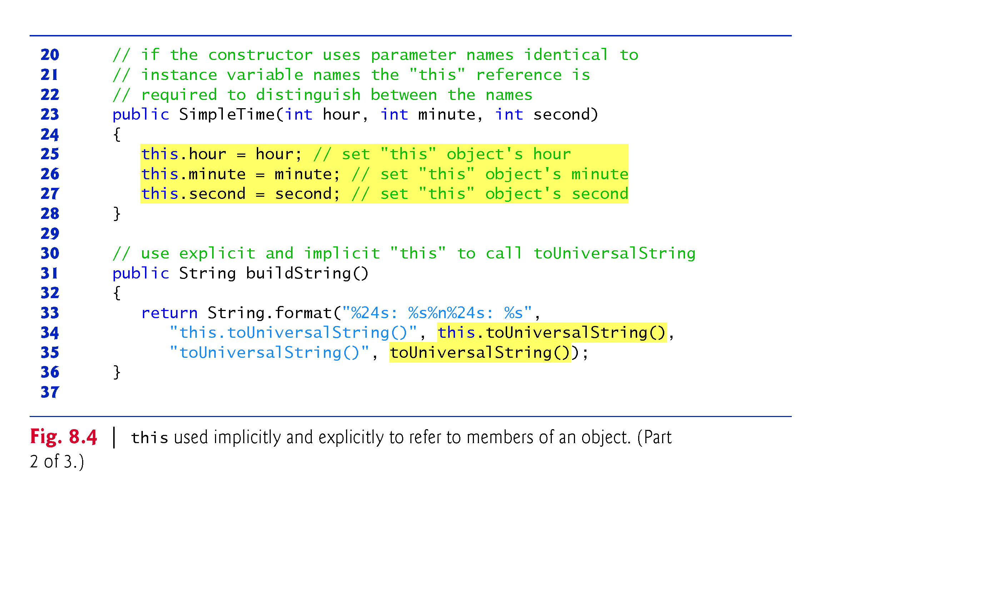 20 // if the constructor uses parameter names identical to
21 // instance variable names the "this" reference is
22 // required to distinguish between the names
23 public SimpleTime(int hour, int minute, int second)
24 {
25 this.hour = hour; // set "this" object's hour
26 this.minute = minute; // set "this" object's minute
27 this.second = second; // set "this" object's second
28 }
29
30 // use explicit and implicit "this" to call toUniversalString
31 public String buildString()
32 {
33 return String.format("%24s: %s%n%24s: %s",
34 "this.toUniversalString()", this.toUniversalString(),
35 "toUniversalString()", toUniversalString());
36 }
37
Fig. 8.4 | this used implicitly and explicitly to refer to members of an object. (Part
2 of 3.)